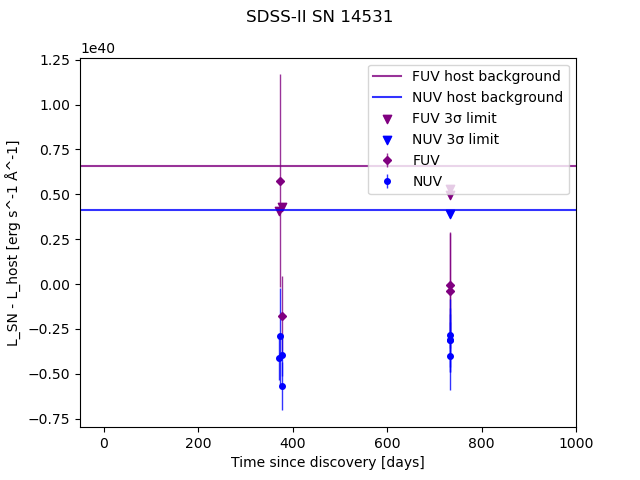 SDSS-II SN 14531
1e40
1.25
1.00
0.75
0.50
0.25
0.00
−0.25
−0.50
−0.75
L_SN - L_host [erg s^-1 Å^-1]
FUV host background
NUV host background
FUV 3σ limit
NUV 3σ limit
FUV
NUV
0 200 400 600 800 1000
Time since discovery [days]